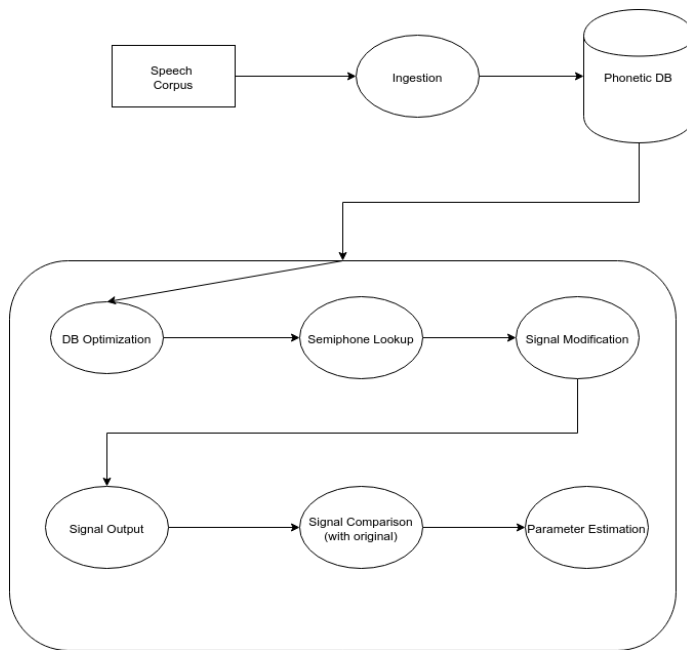 Speech
Corpus
Ingestion
Phonetic DB
DB Optimization
Semiphone Lookup
Signal Modification
Signal Output
Signal Comparison
(with original)
Parameter Estimation